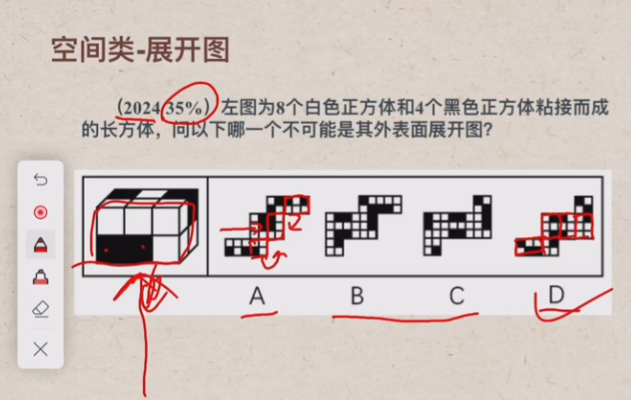 空间类-展开图
（2024 35%）左图为8个白色正方体和4个黑色正方体粘接而成
的长方体，问以下哪一个不可能是其外表面展开图?
A
B
C
D